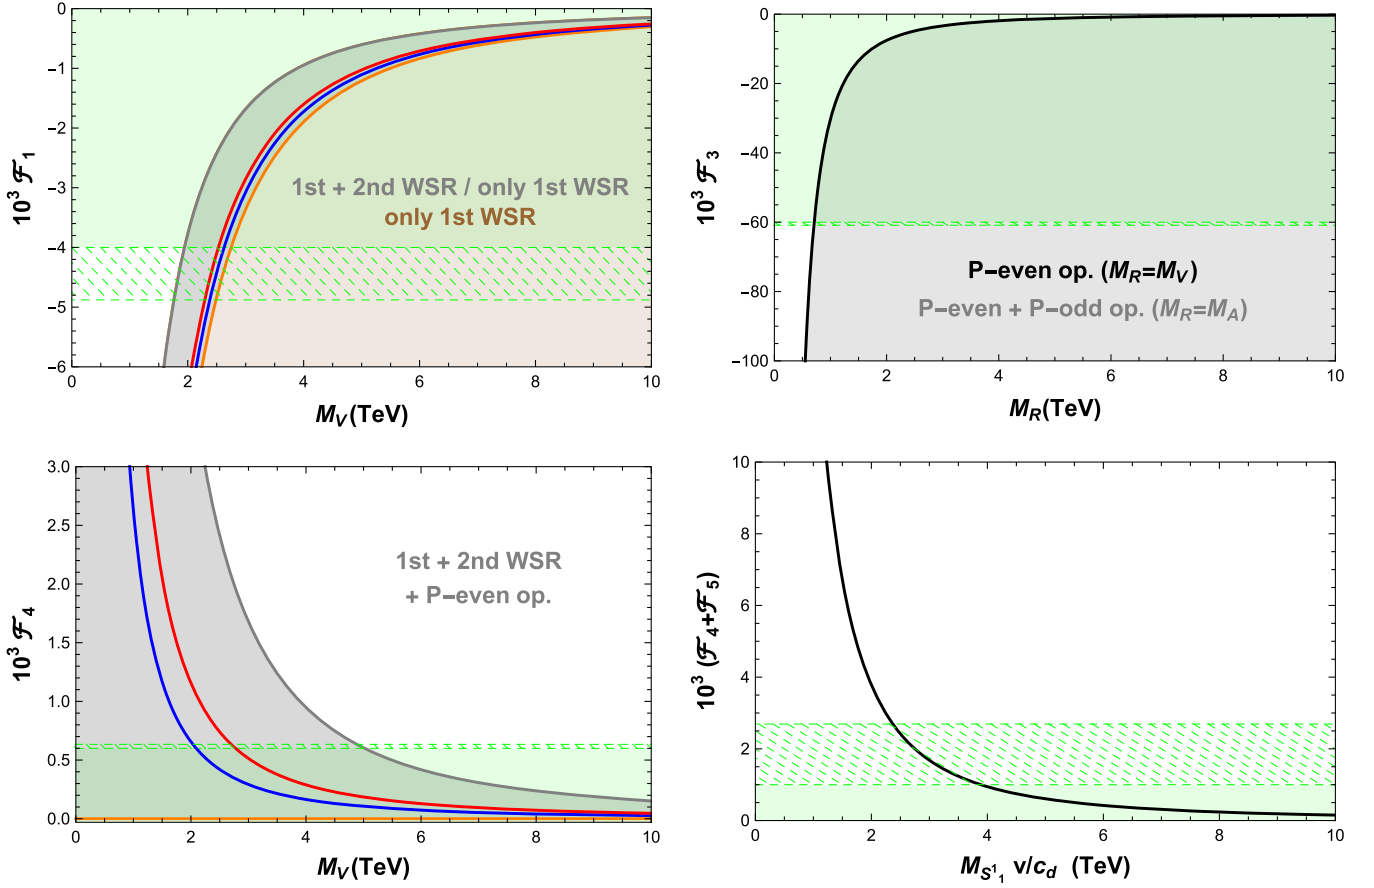 0
−1
−2
−3
−4
−5
−6
10³ ℱ₁
1st + 2nd WSR / only 1st WSR
only 1st WSR
0 2 4 6 8 10
M_V(TeV)
0
−20
−40
−60
−80
−100
10³ ℱ₃
P−even op. (M_R=M_V)
P−even + P−odd op. (M_R=M_A)
0 2 4 6 8 10
M_R(TeV)
3.0
2.5
2.0
1.5
1.0
0.5
0.0
10³ ℱ₄
1st + 2nd WSR
+ P−even op.
0 2 4 6 8 10
M_V(TeV)
10
8
6
4
2
0
10³ (ℱ₄+ℱ₅)
0 2 4 6 8 10
M_{S¹₁} v/c_d (TeV)